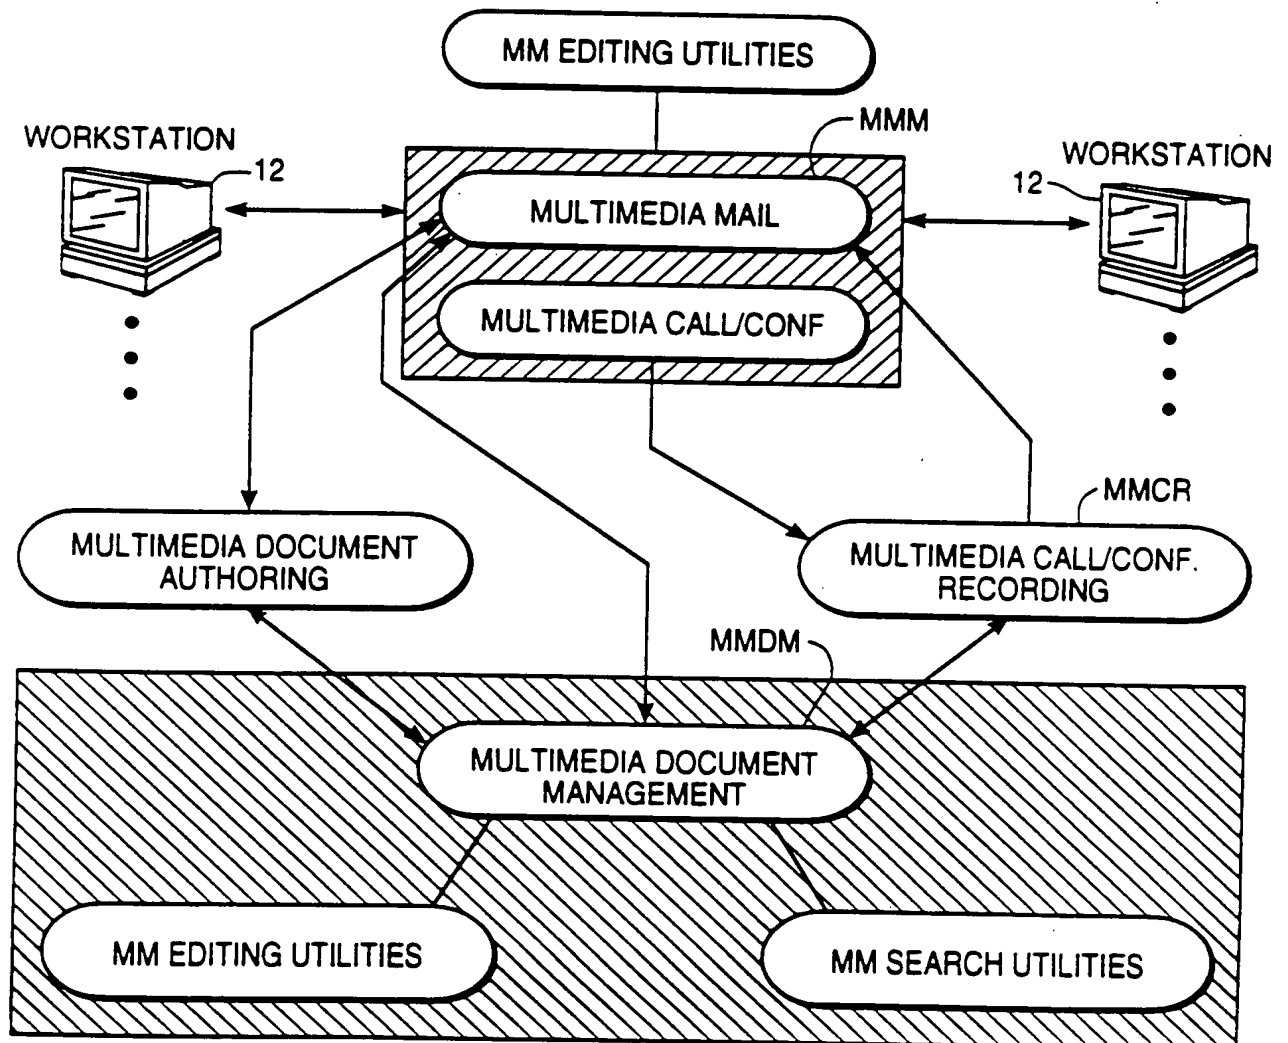 MM EDITING UTILITIES
MMM
WORKSTATION
12
WORKSTATION
12
MULTIMEDIA MAIL
MULTIMEDIA CALL/CONF
MMCR
MULTIMEDIA DOCUMENT
AUTHORING
MULTIMEDIA CALL/CONF.
RECORDING
MMDM
MULTIMEDIA DOCUMENT
MANAGEMENT
MM EDITING UTILITIES
MM SEARCH UTILITIES